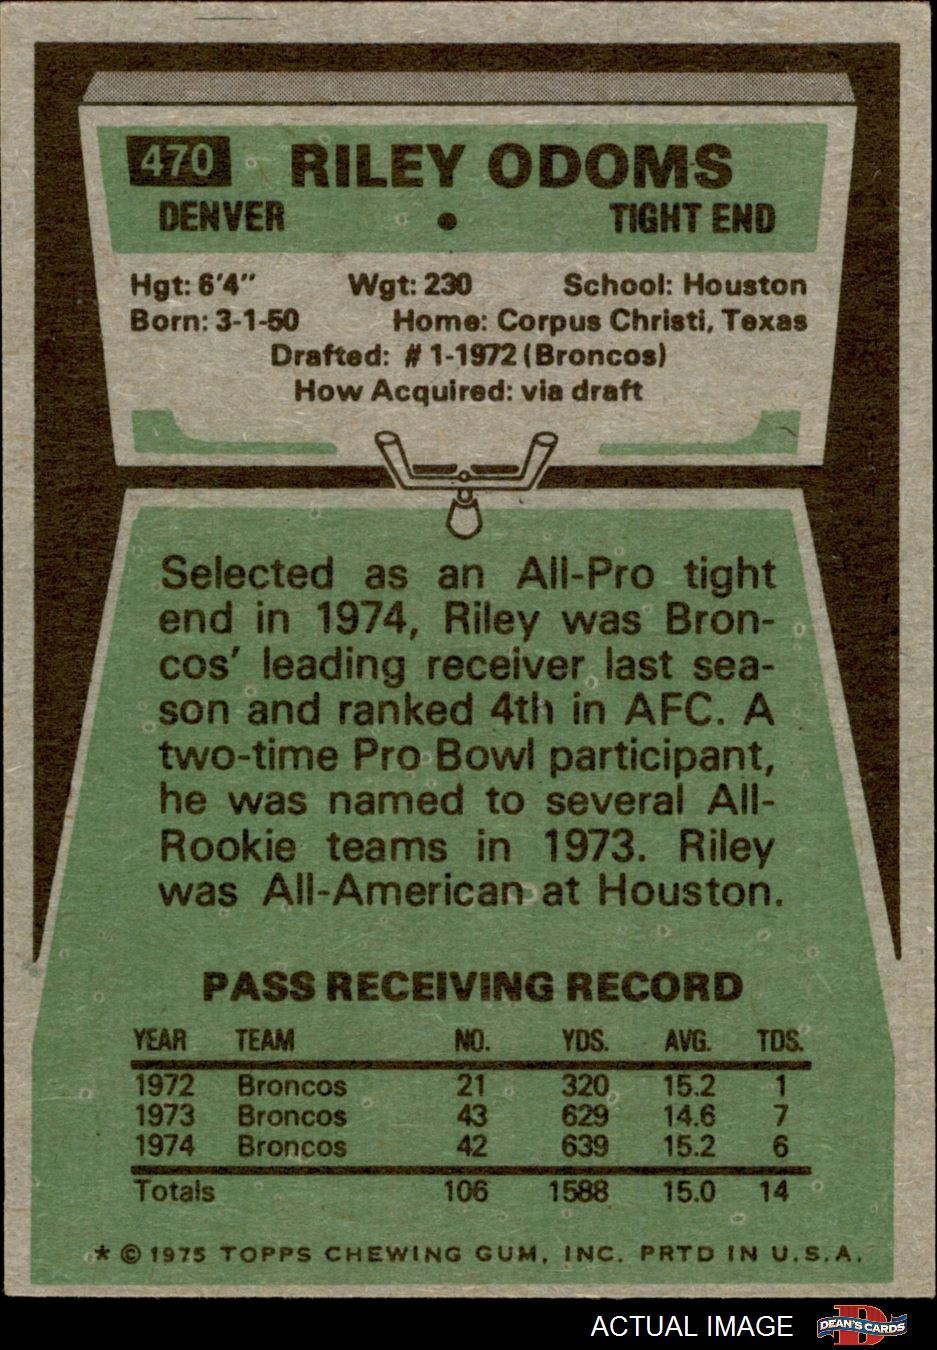 470 RILEY ODOMS
DENVER • TIGHT END
Hgt: 6'4" Wgt: 230 School: Houston
Born: 3-1-50 Home: Corpus Christi, Texas
Drafted: # 1-1972 (Broncos)
How Acquired: via draft
Selected as an All-Pro tight
end in 1974, Riley was Bron-
cos' leading receiver last sea-
son and ranked 4th in AFC. A
two-time Pro Bowl participant,
he was named to several All-
Rookie teams in 1973. Riley
was All-American at Houston.
PASS RECEIVING RECORD
YEAR TEAM NO. YDS. AVG. TDS.
1972 Broncos 21 320 15.2 1
1973 Broncos 43 629 14.6 7
1974 Broncos 42 639 15.2 6
Totals 106 1588 15.0 14
* © 1975 TOPPS CHEWING GUM, INC. PRTD IN U.S.A.
ACTUAL IMAGE D DEAN'S CARDS